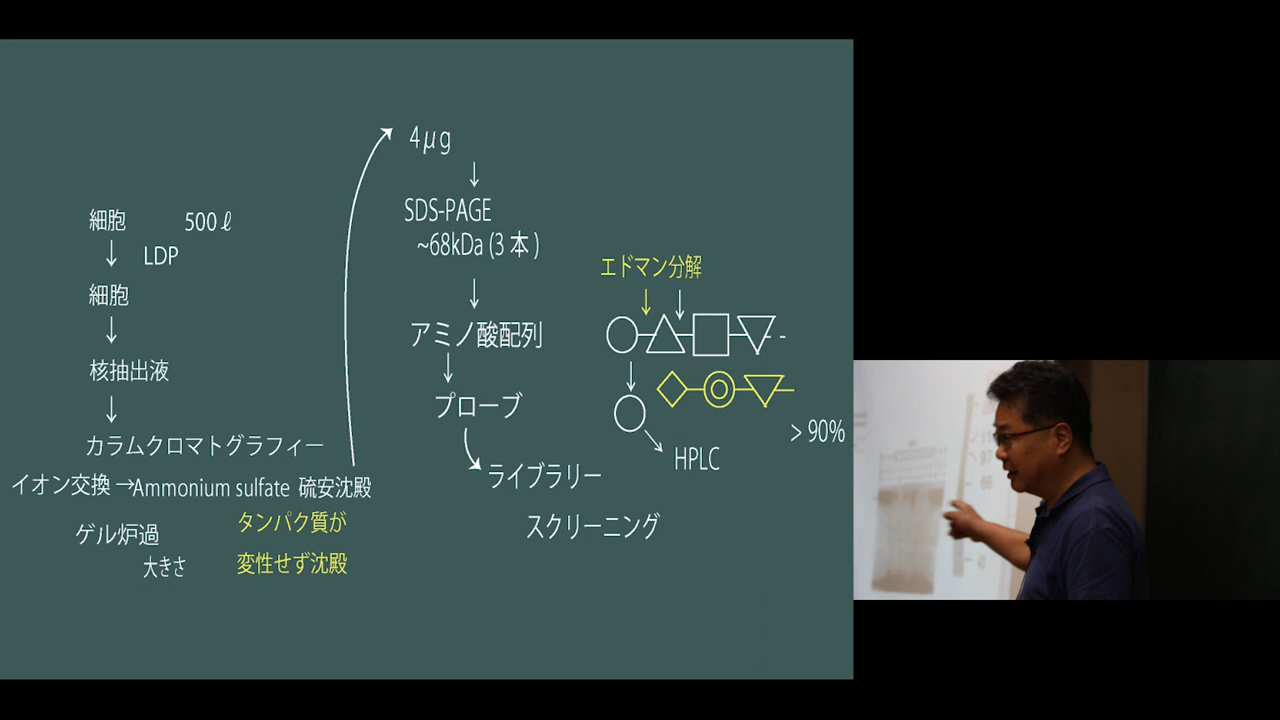 細胞 500ℓ
↓ LDP
細胞
↓
核抽出液
↓
カラムクロマトグラフィー
イオン交換→Ammonium sulfate 硫安沈殿
ゲル炉過
大きさ
タンパク質が
変性せず沈殿
4μg
↓
SDS-PAGE
~68kDa (3本)
↓
アミノ酸配列
↓
プローブ
ライブラリー
スクリーニング
エドマン分解
HPLC
>90%
97
66